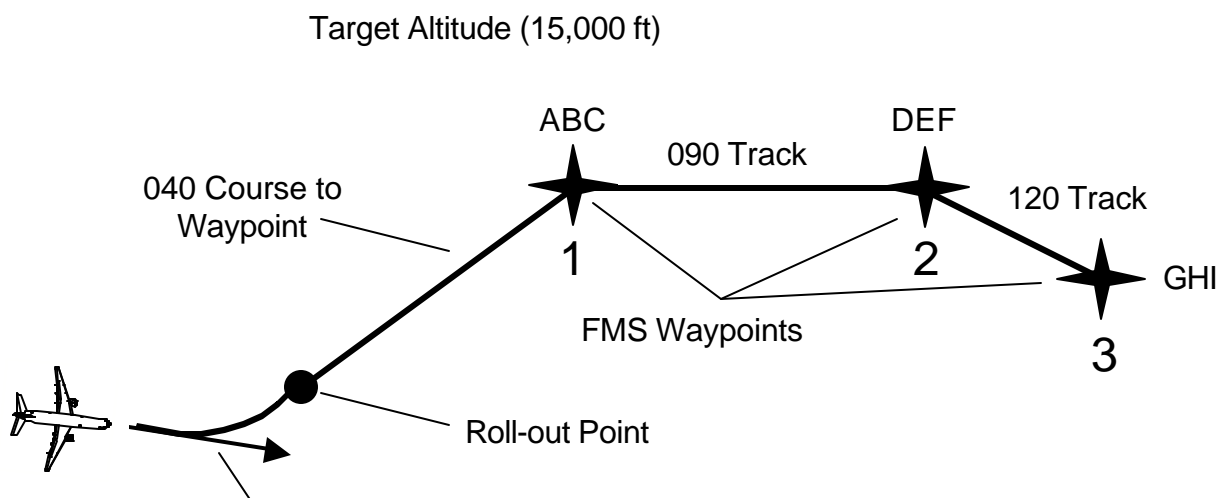 Target Altitude (15,000 ft)
ABC
DEF
090 Track
040 Course to
Waypoint
120 Track
1
2
GHI
FMS Waypoints
3
Roll-out Point